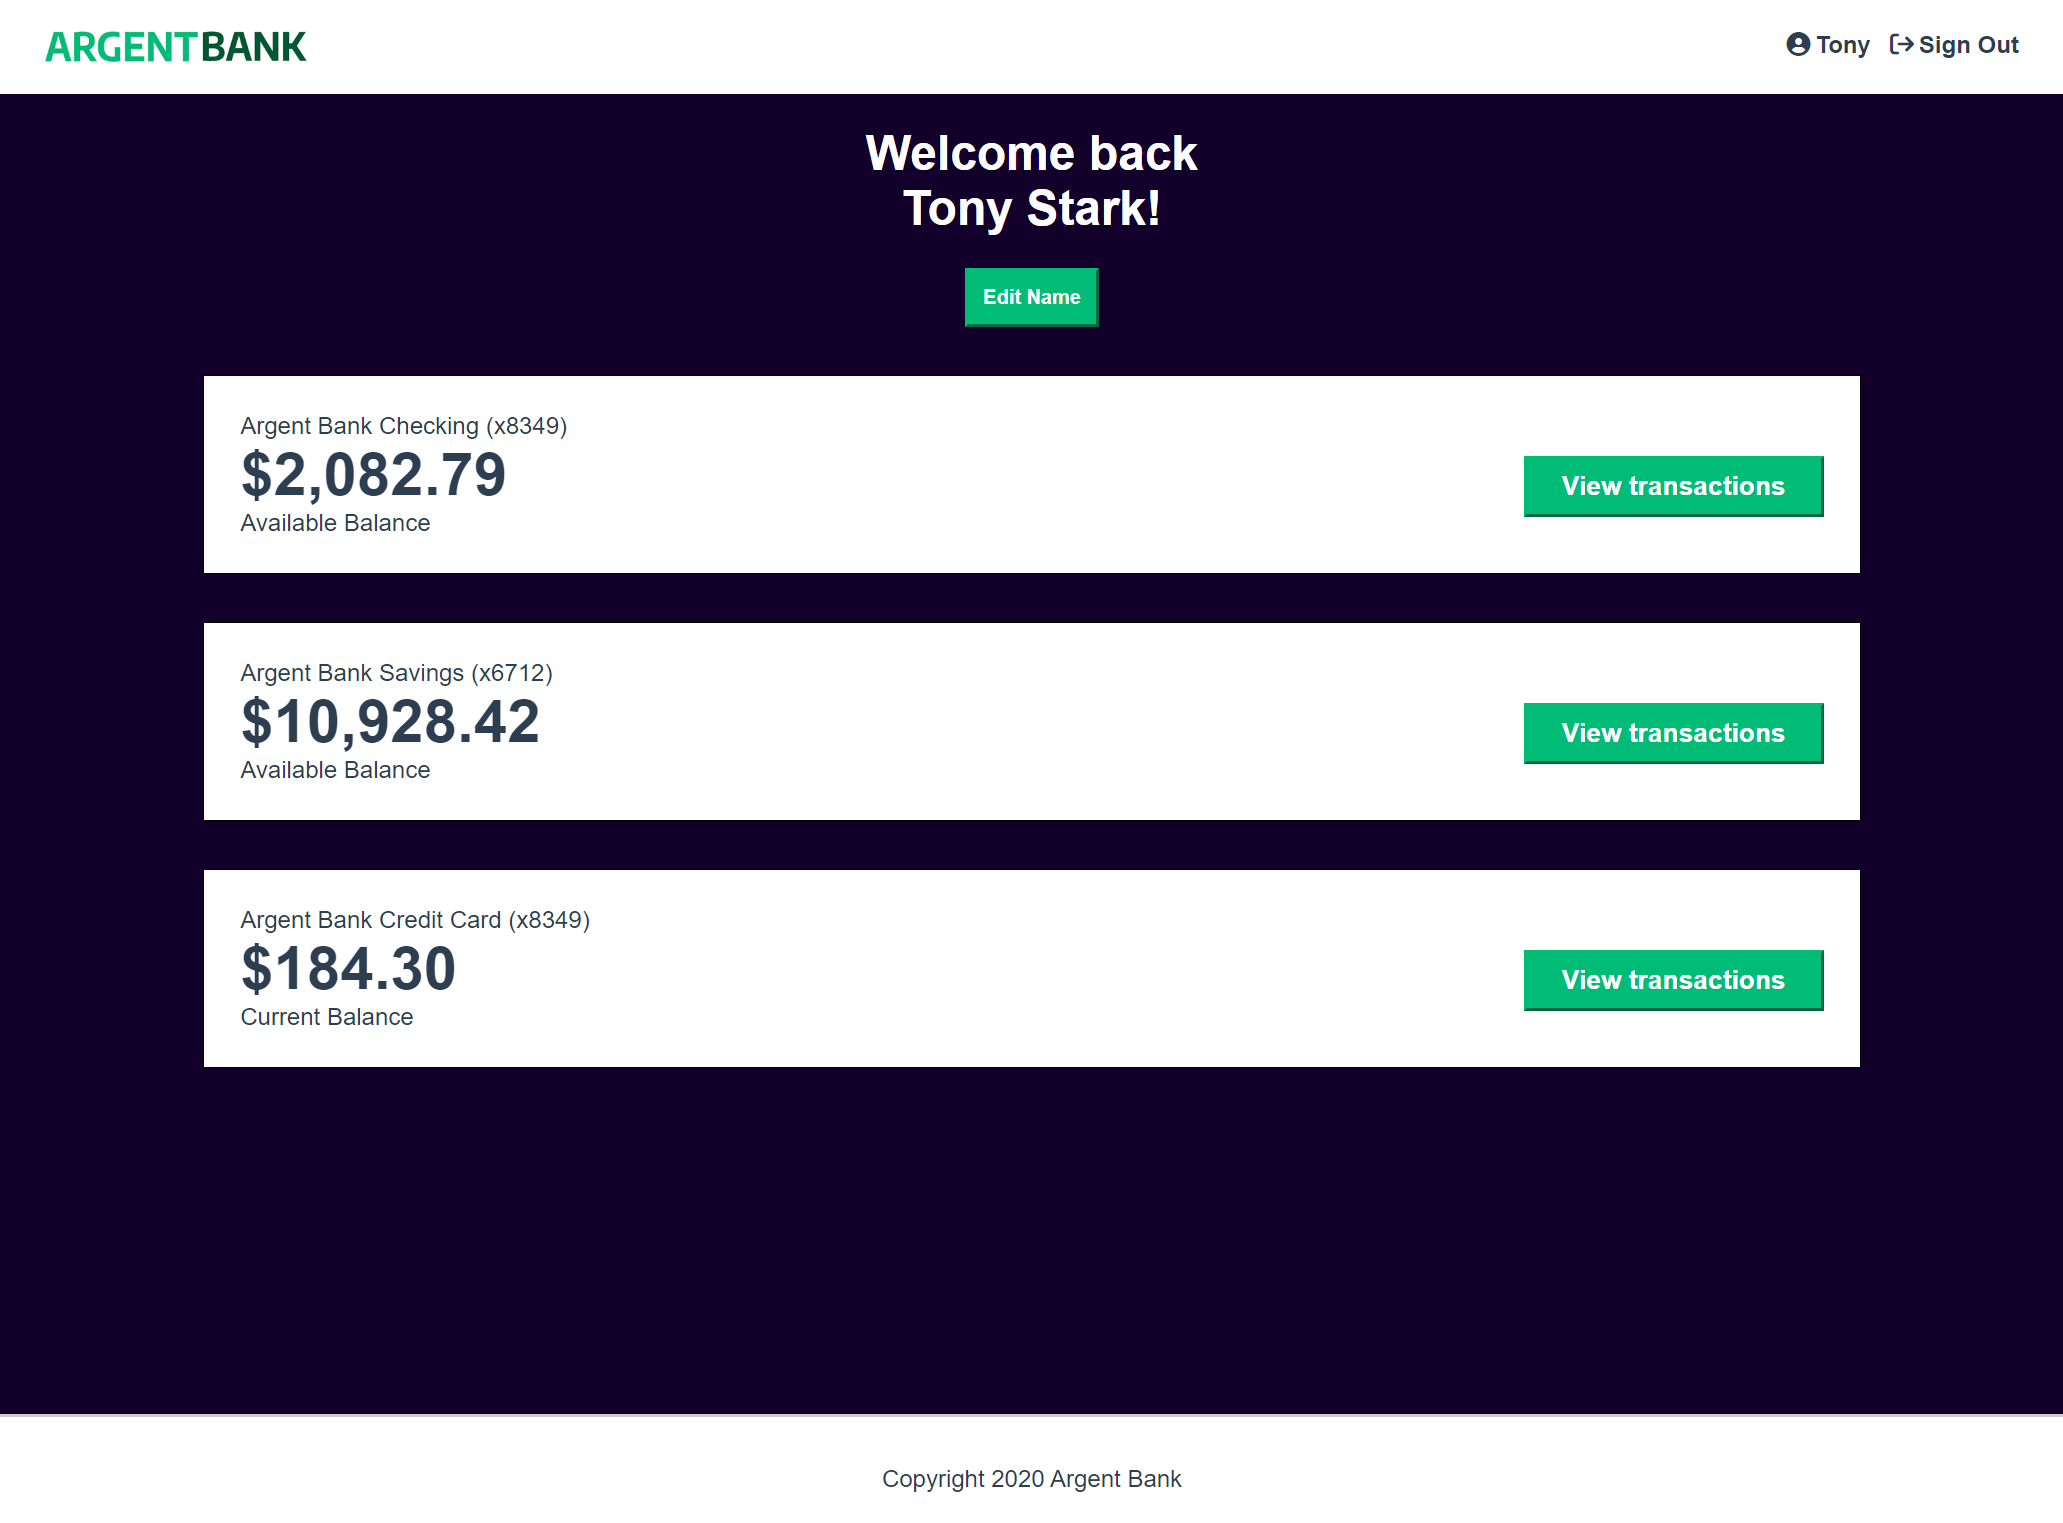 ARGENTBANK
Tony Sign Out
Welcome back
Tony Stark!
Edit Name
Argent Bank Checking (x8349)
$2,082.79
Available Balance
View transactions
Argent Bank Savings (x6712)
$10,928.42
Available Balance
View transactions
Argent Bank Credit Card (x8349)
$184.30
Current Balance
View transactions
Copyright 2020 Argent Bank